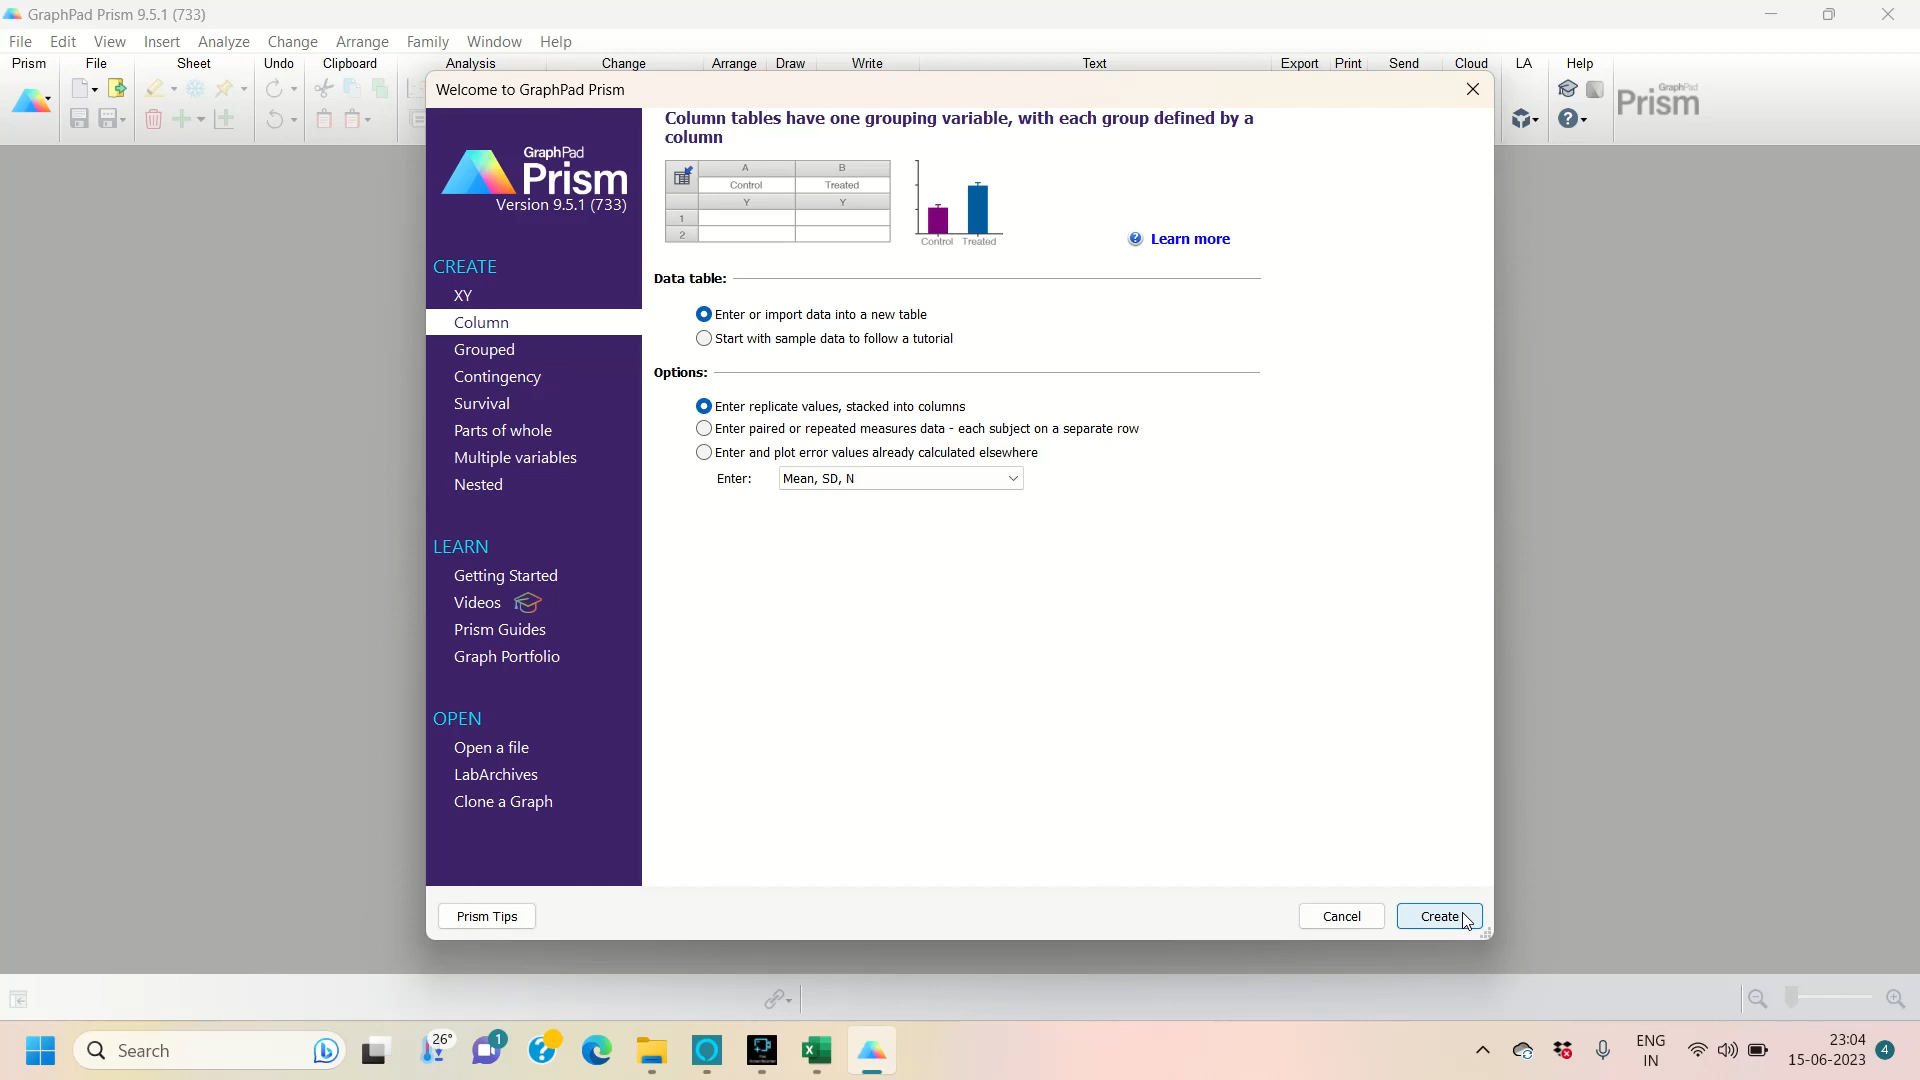 GraphPad Prism 9.5.1 (733)
File Edit View Insert Analyze Change Arrange Family Window Help
Prism File Sheet Undo Clipboard Analysis Change Arrange Draw Write Text Export Print Send Cloud LA Help
GraphPad
Prism
Welcome to GraphPad Prism
GraphPad
Prism
Version 9.5.1 (733)
CREATE
XY
Column
Grouped
Contingency
Survival
Parts of whole
Multiple variables
Nested
LEARN
Getting Started
Videos
Prism Guides
Graph Portfolio
OPEN
Open a file
LabArchives
Clone a Graph
Column tables have one grouping variable, with each group defined by a
column
A B
Control Treated
Y Y
1
2
Control Treated
Learn more
Data table:
Enter or import data into a new table
Start with sample data to follow a tutorial
Options:
Enter replicate values, stacked into columns
Enter paired or repeated measures data - each subject on a separate row
Enter and plot error values already calculated elsewhere
Enter: Mean, SD, N
Prism Tips
Cancel
Create
Search
26°
1
ENG
IN
23:04
15-06-2023
4